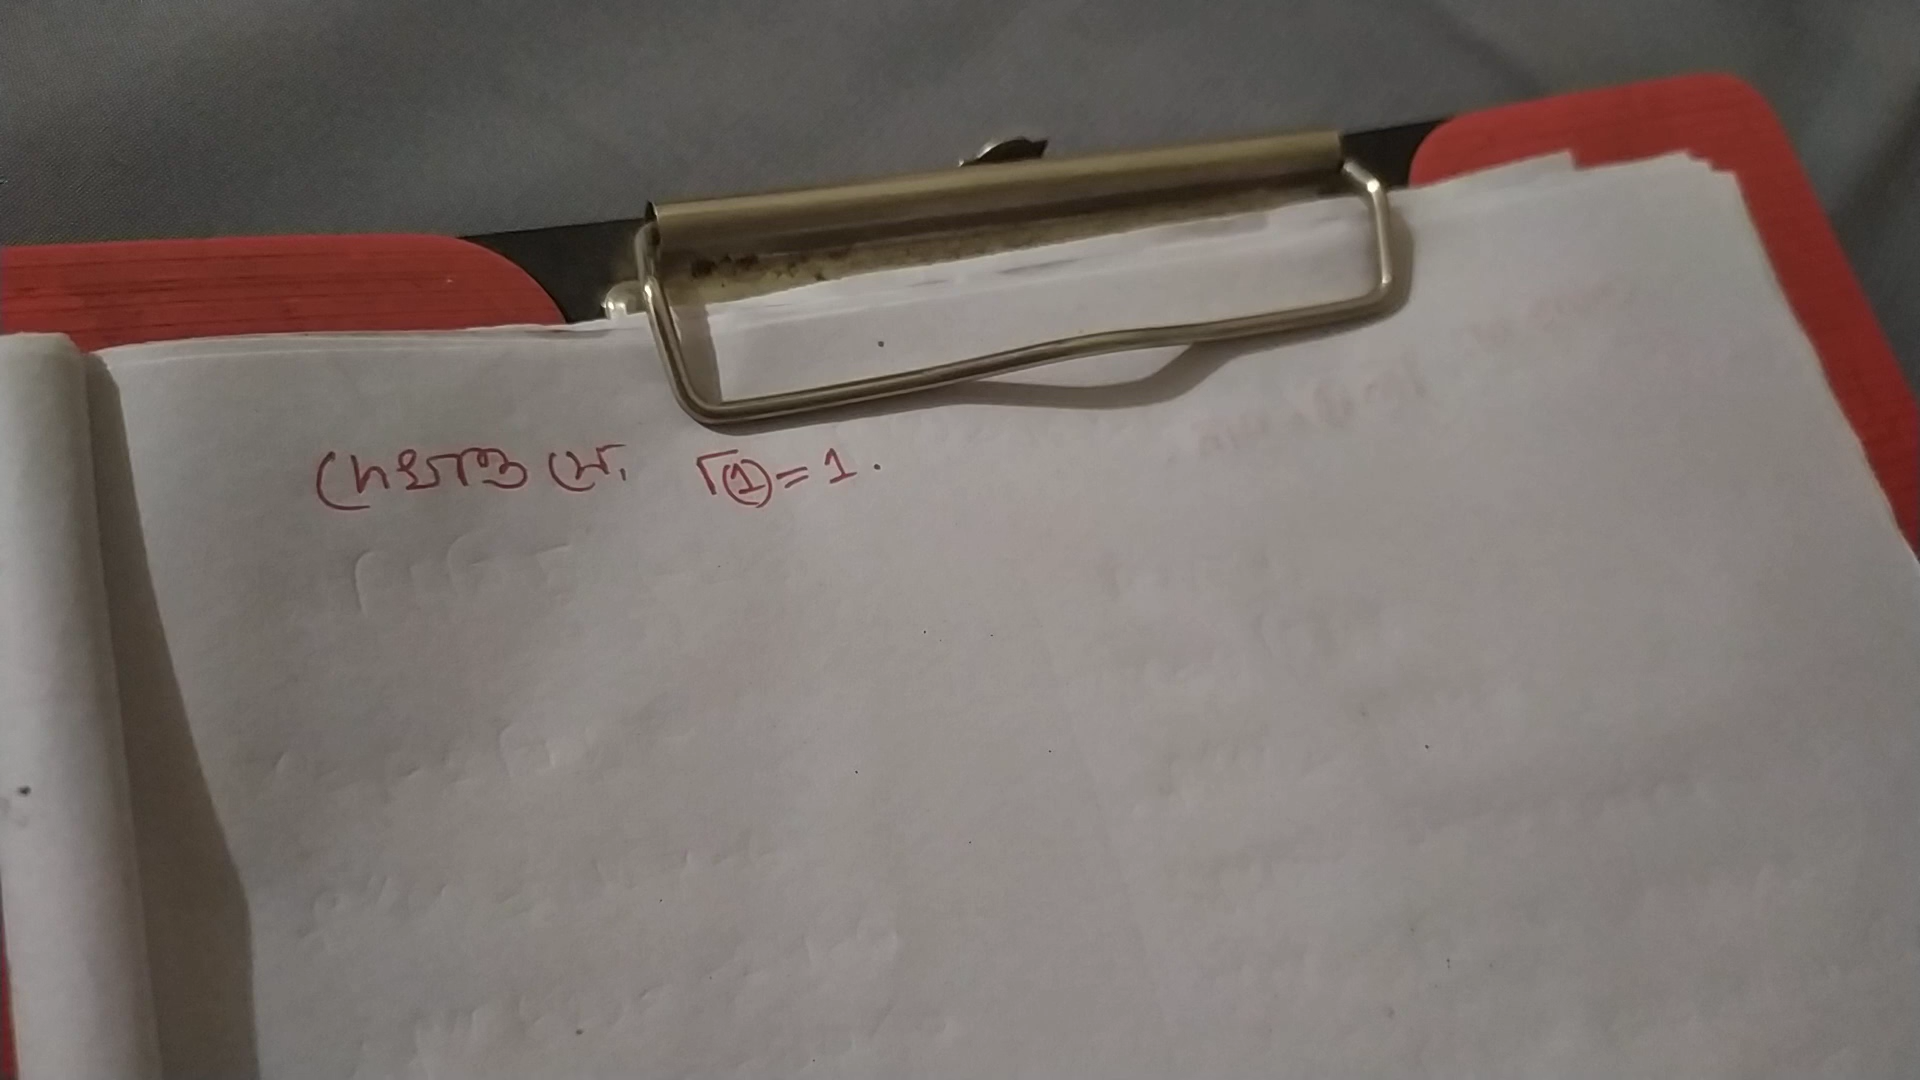 দেখাও যে, Γ(1) = 1.